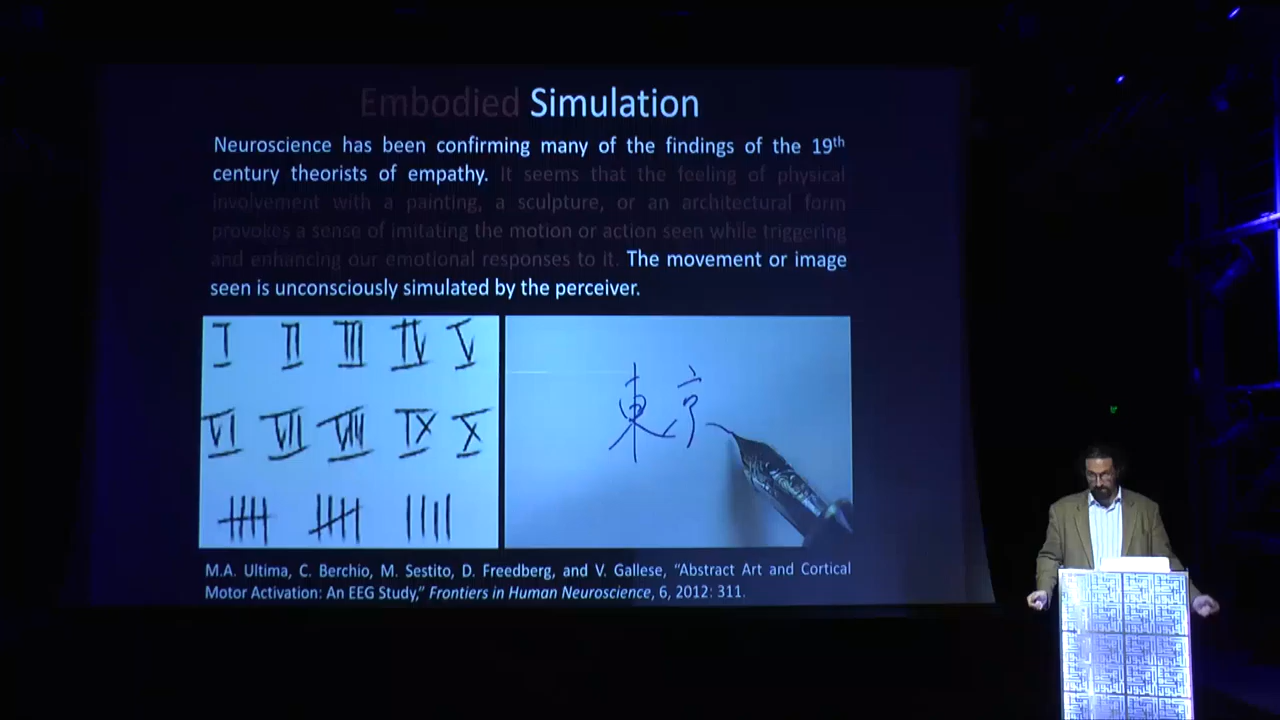 Embodied Simulation
Neuroscience has been confirming many of the findings of the 19th
century theorists of empathy. It seems that the feeling of physical
involvement with a painting, a sculpture, or an architectural form
provokes a sense of imitating the motion or action seen while triggering
and enhancing our emotional responses to it. The movement or image
seen is unconsciously simulated by the perceiver.
I II III IV V
VI VII VIII IX X
東京
M.A. Ultima, C. Berchio, M. Sestito, D. Freedberg, and V. Gallese, “Abstract Art and Cortical
Motor Activation: An EEG Study,” Frontiers in Human Neuroscience, 6, 2012: 311.